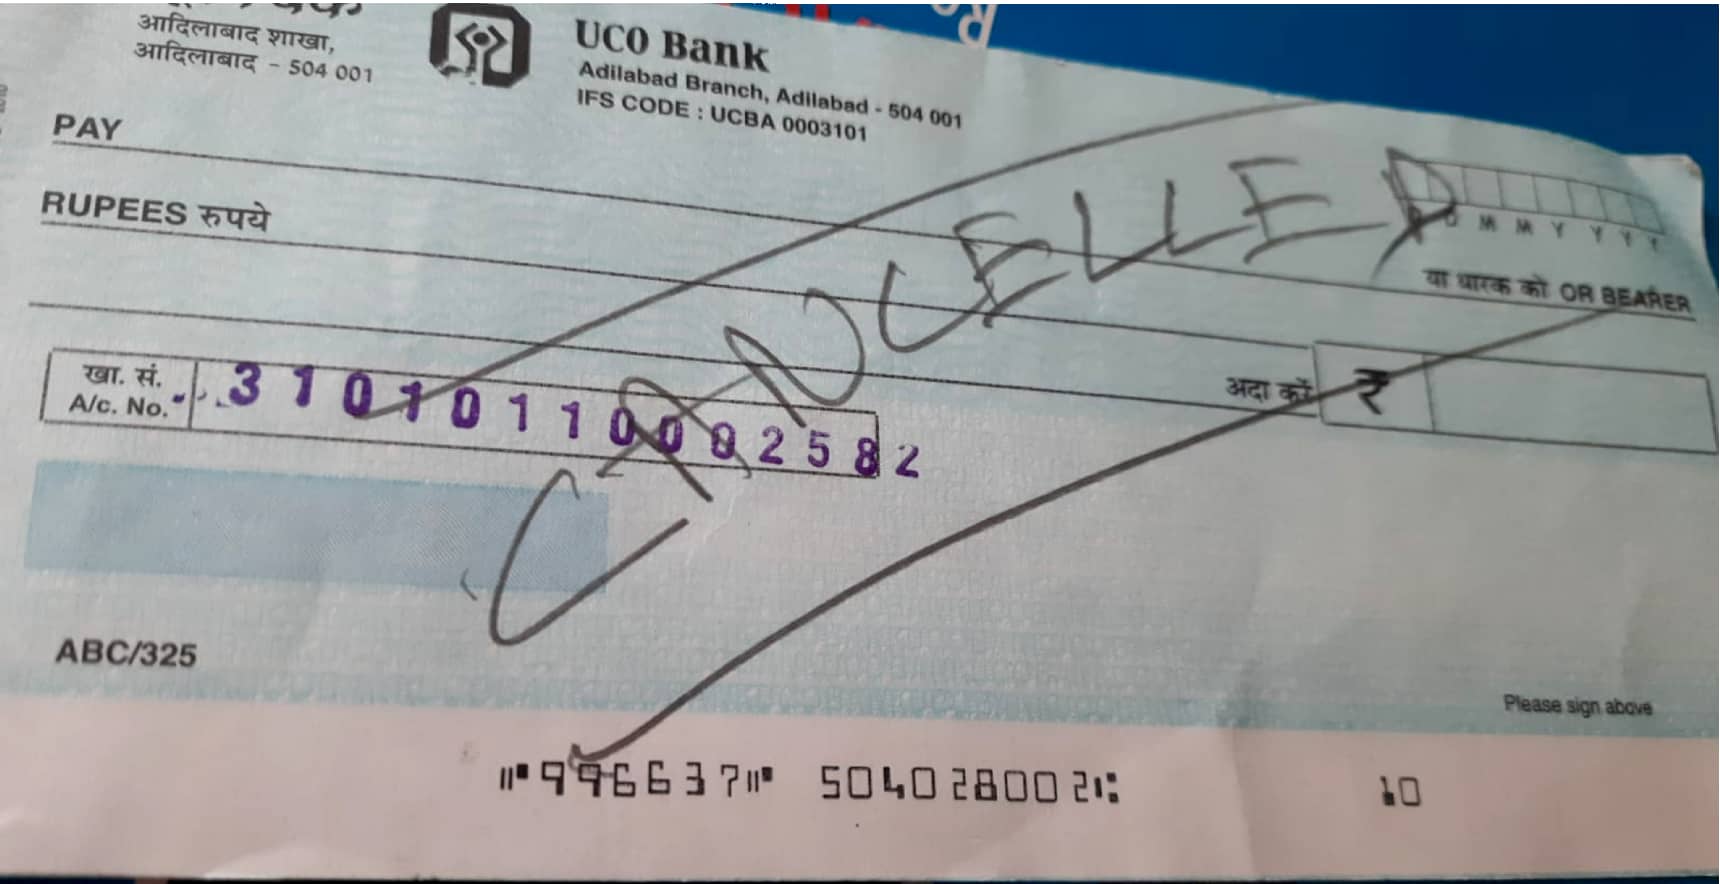 आदिलाबाद शाखा,
आदिलाबाद - 504 001
UCO Bank
Adilabad Branch, Adilabad - 504 001
IFS CODE : UCBA 0003101
PAY
RUPEES रुपये
CANCELLED
D D M M Y Y Y Y
या धारक को OR BEARER
अदा करें ₹
खा. सं.
A/c. No.
31010110002582
ABC/325
Please sign above
⑈996637⑈ 504028002⑆ 10